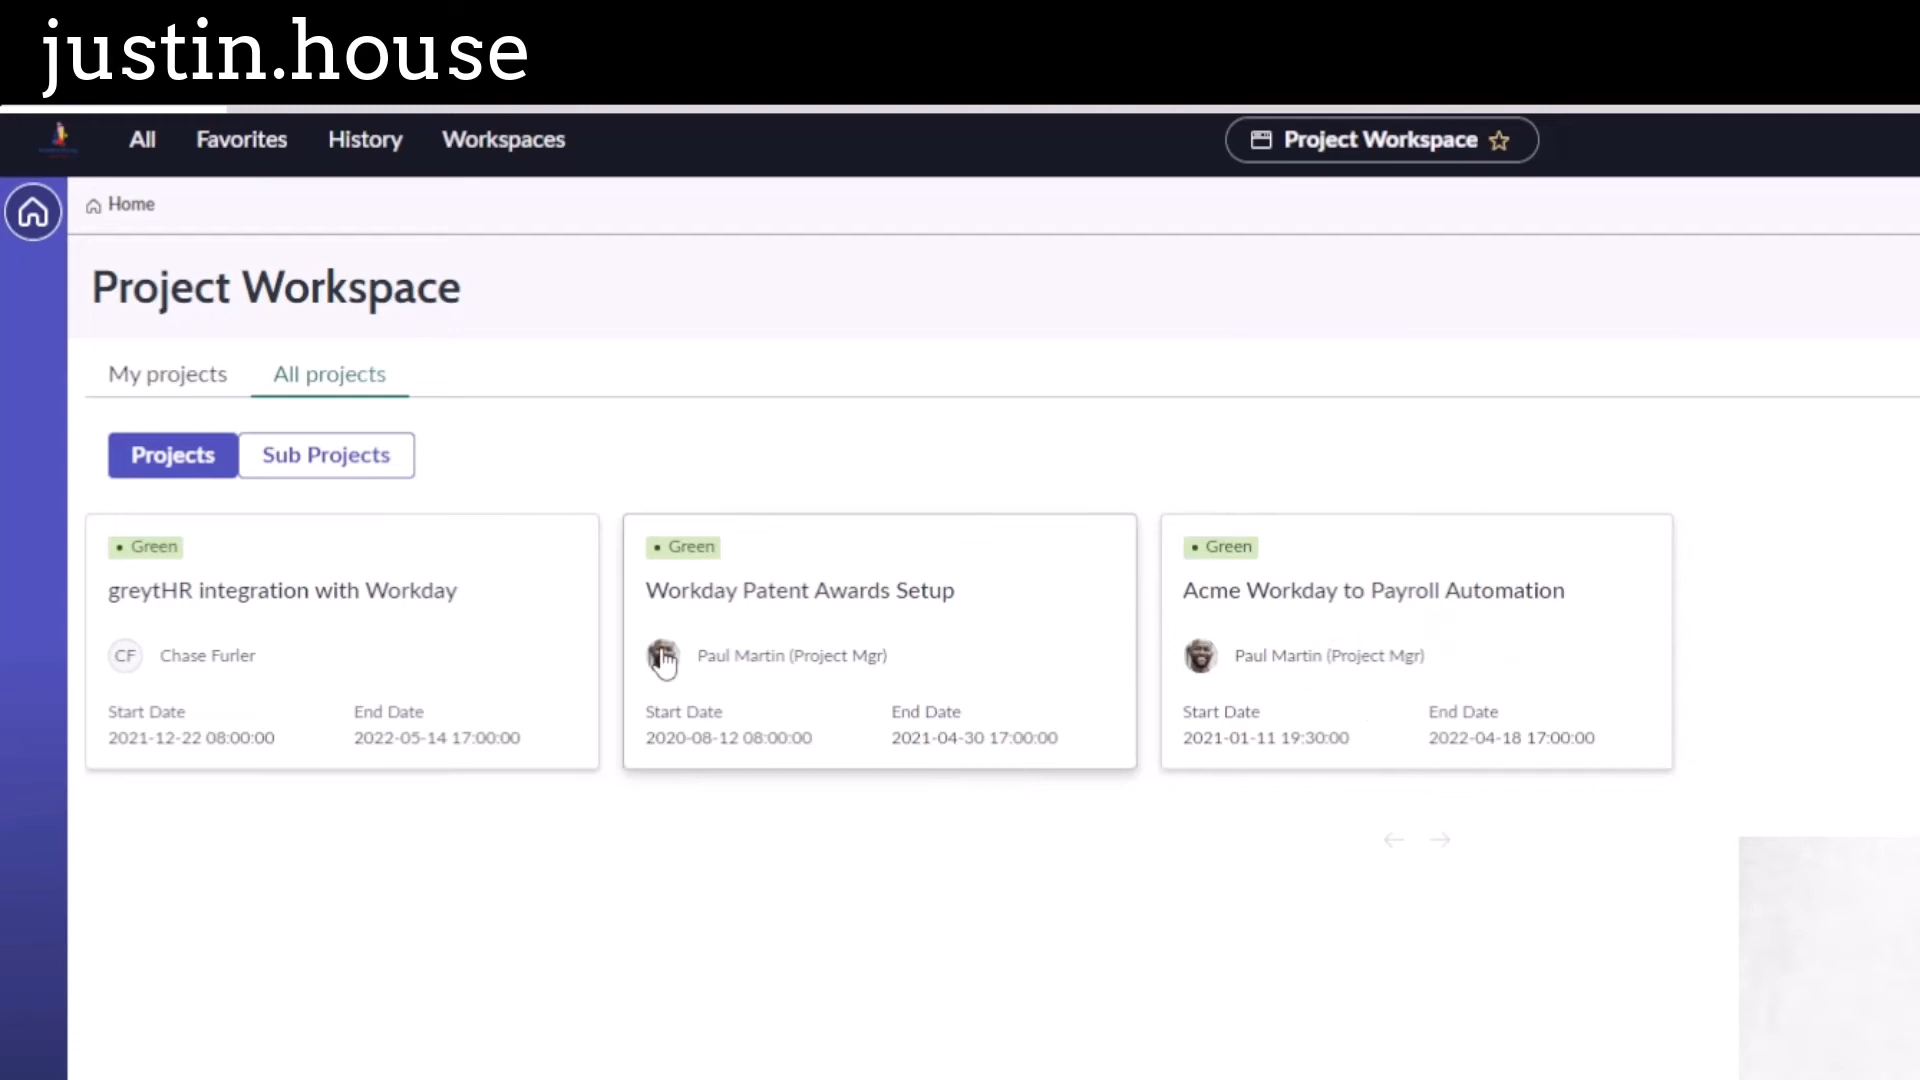 justin.house
All Favorites History Workspaces Project Workspace
Home
Project Workspace
My projects All projects
Projects Sub Projects
Green
greytHR integration with Workday
CF Chase Furler
Start Date End Date
2021-12-22 08:00:00 2022-05-14 17:00:00
Green
Workday Patent Awards Setup
Paul Martin (Project Mgr)
Start Date End Date
2020-08-12 08:00:00 2021-04-30 17:00:00
Green
Acme Workday to Payroll Automation
Paul Martin (Project Mgr)
Start Date End Date
2021-01-11 19:30:00 2022-04-18 17:00:00